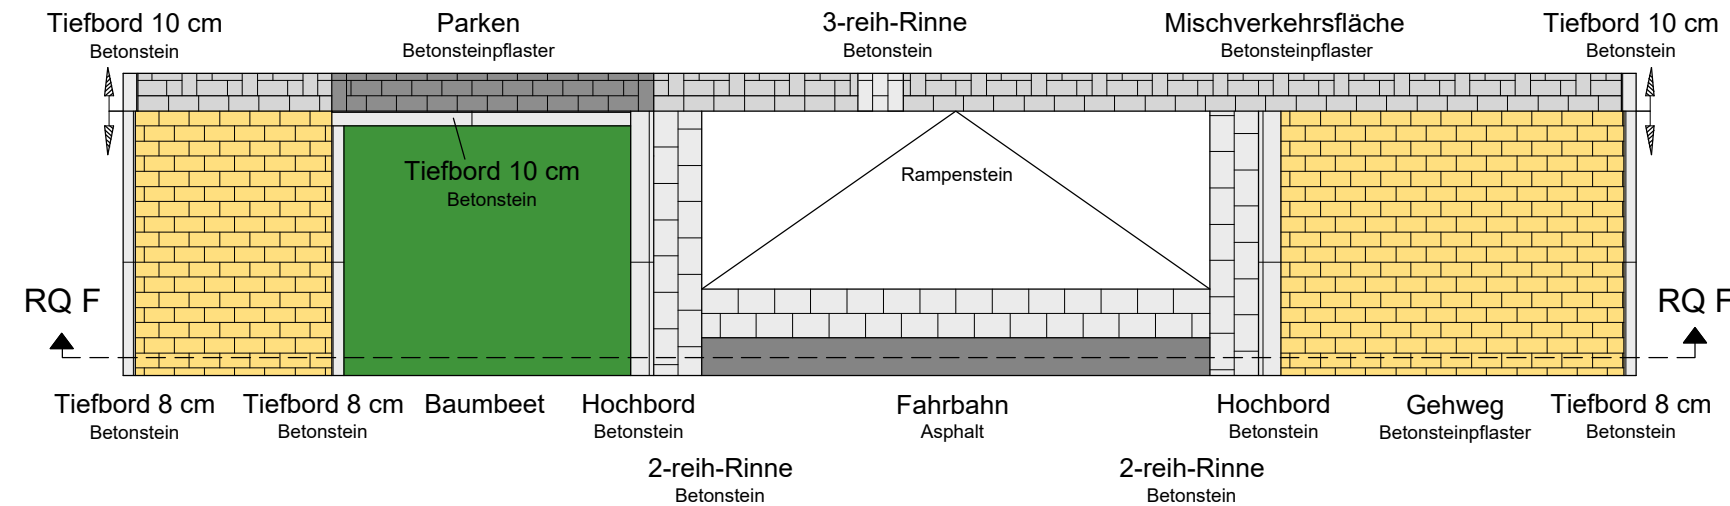 Tiefbord 10 cm
Betonstein
Parken
Betonsteinpflaster
3-reih-Rinne
Betonstein
Mischverkehrsfläche
Betonsteinpflaster
Tiefbord 10 cm
Betonstein
Tiefbord 10 cm
Betonstein
Rampenstein
RQ F
RQ F
Tiefbord 8 cm
Betonstein
Tiefbord 8 cm
Betonstein
Baumbeet
Hochbord
Betonstein
Fahrbahn
Asphalt
Hochbord
Betonstein
Gehweg
Betonsteinpflaster
Tiefbord 8 cm
Betonstein
2-reih-Rinne
Betonstein
2-reih-Rinne
Betonstein